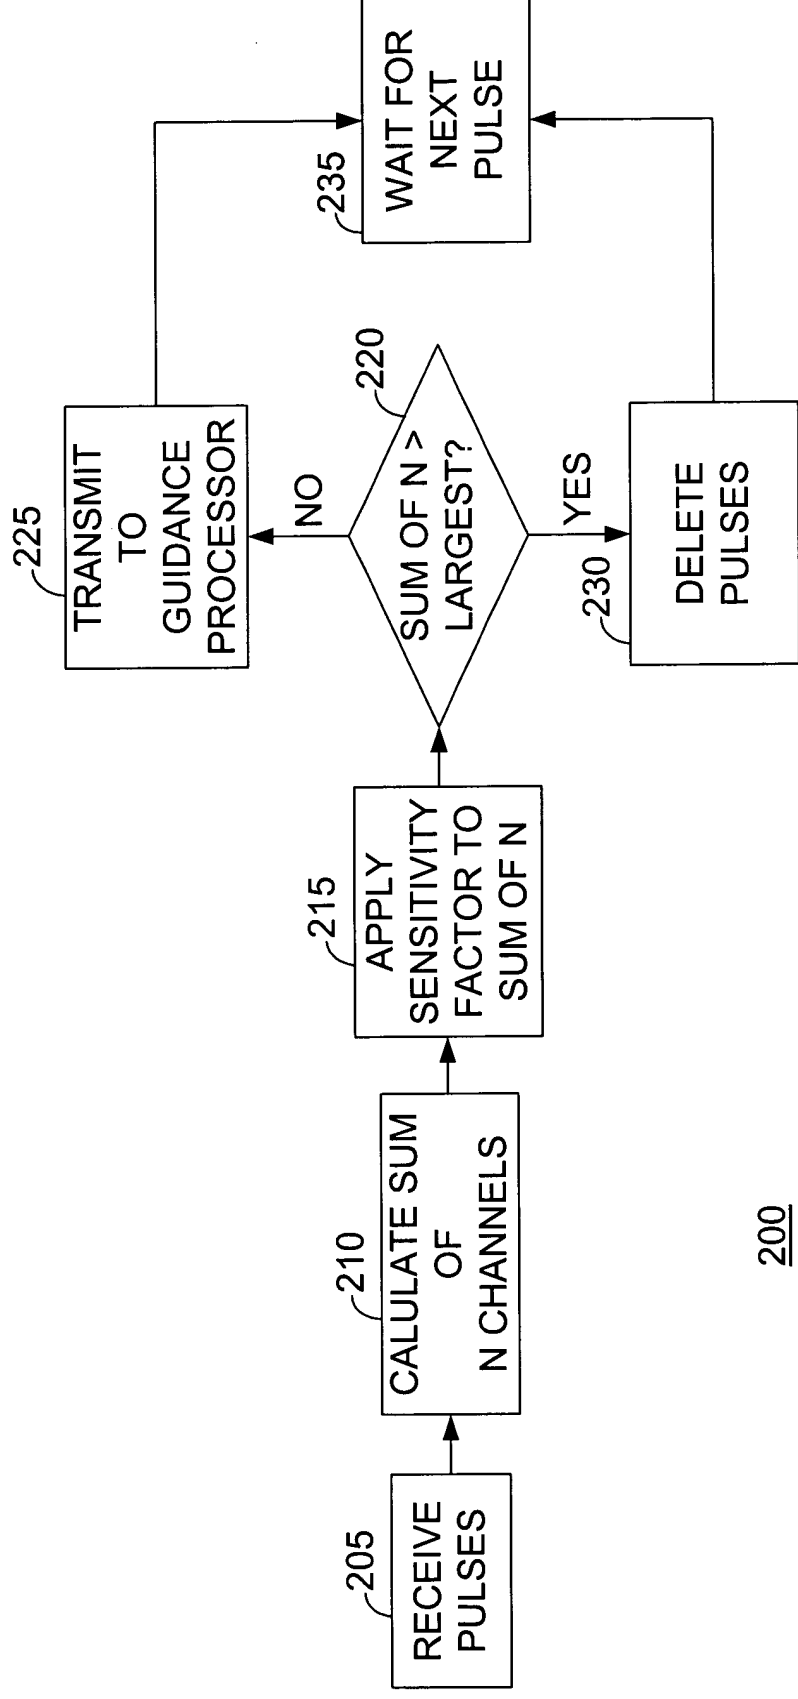 205
RECEIVE
PULSES
210
CALULATE SUM
OF
N CHANNELS
215
APPLY
SENSITIVITY
FACTOR TO
SUM OF N
220
SUM OF N >
LARGEST?
NO
225
TRANSMIT
TO
GUIDANCE
PROCESSOR
YES
230
DELETE
PULSES
235
WAIT FOR
NEXT
PULSE
200